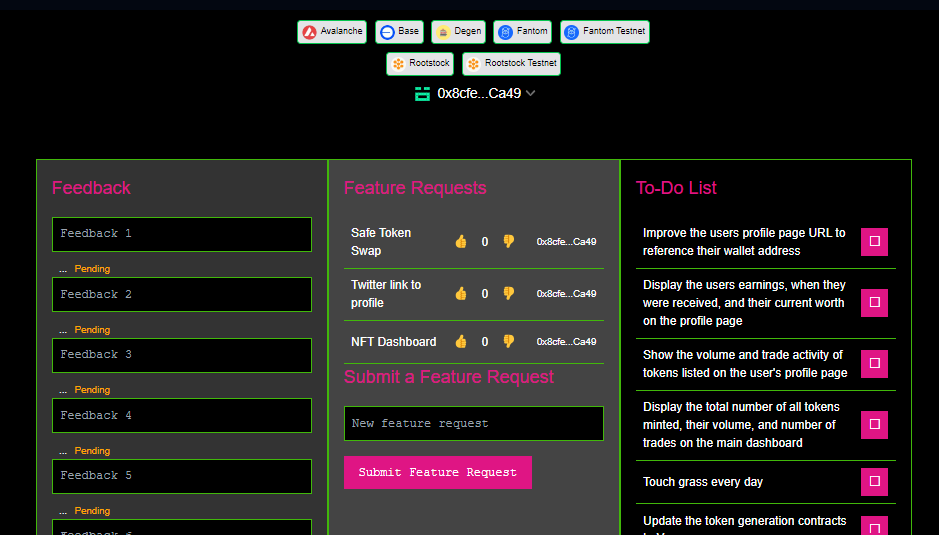 Avalanche Base Degen Fantom Fantom Testnet
Rootstock Rootstock Testnet
0x8cfe...Ca49
Feedback
Feedback 1
... Pending
Feedback 2
... Pending
Feedback 3
... Pending
Feedback 4
... Pending
Feedback 5
... Pending
Feature Requests
Safe Token
Swap
0
0x8cfe...Ca49
Twitter link to
profile
0
0x8cfe...Ca49
NFT Dashboard
0
0x8cfe...Ca49
Submit a Feature Request
New feature request
Submit Feature Request
To-Do List
Improve the users profile page URL to
reference their wallet address
Display the users earnings, when they
were received, and their current worth
on the profile page
Show the volume and trade activity of
tokens listed on the user's profile page
Display the total number of all tokens
minted, their volume, and number of
trades on the main dashboard
Touch grass every day
Update the token generation contracts